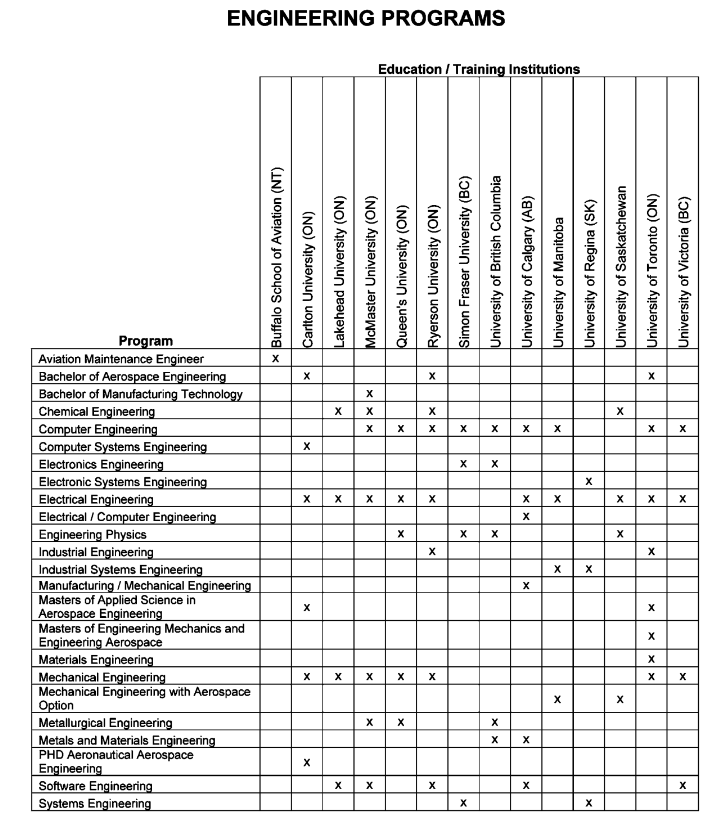 ENGINEERING PROGRAMS
Education / Training Institutions
Program
Buffalo School of Aviation (NT)
Carlton University (ON)
Lakehead University (ON)
McMaster University (ON)
Queen's University (ON)
Ryerson University (ON)
Simon Fraser University (BC)
University of British Columbia
University of Calgary (AB)
University of Manitoba
University of Regina (SK)
University of Saskatchewan
University of Toronto (ON)
University of Victoria (BC)
Aviation Maintenance Engineer x
Bachelor of Aerospace Engineering x x x
Bachelor of Manufacturing Technology x
Chemical Engineering x x x x
Computer Engineering x x x x x x x x x
Computer Systems Engineering x
Electronics Engineering x x
Electronic Systems Engineering x
Electrical Engineering x x x x x x x x x x
Electrical / Computer Engineering x
Engineering Physics x x x x
Industrial Engineering x x
Industrial Systems Engineering x x
Manufacturing / Mechanical Engineering x
Masters of Applied Science in
Aerospace Engineering x x
Masters of Engineering Mechanics and
Engineering Aerospace x
Materials Engineering x
Mechanical Engineering x x x x x x x
Mechanical Engineering with Aerospace
Option x x
Metallurgical Engineering x x x
Metals and Materials Engineering x x
PHD Aeronautical Aerospace
Engineering x
Software Engineering x x x x x
Systems Engineering x x